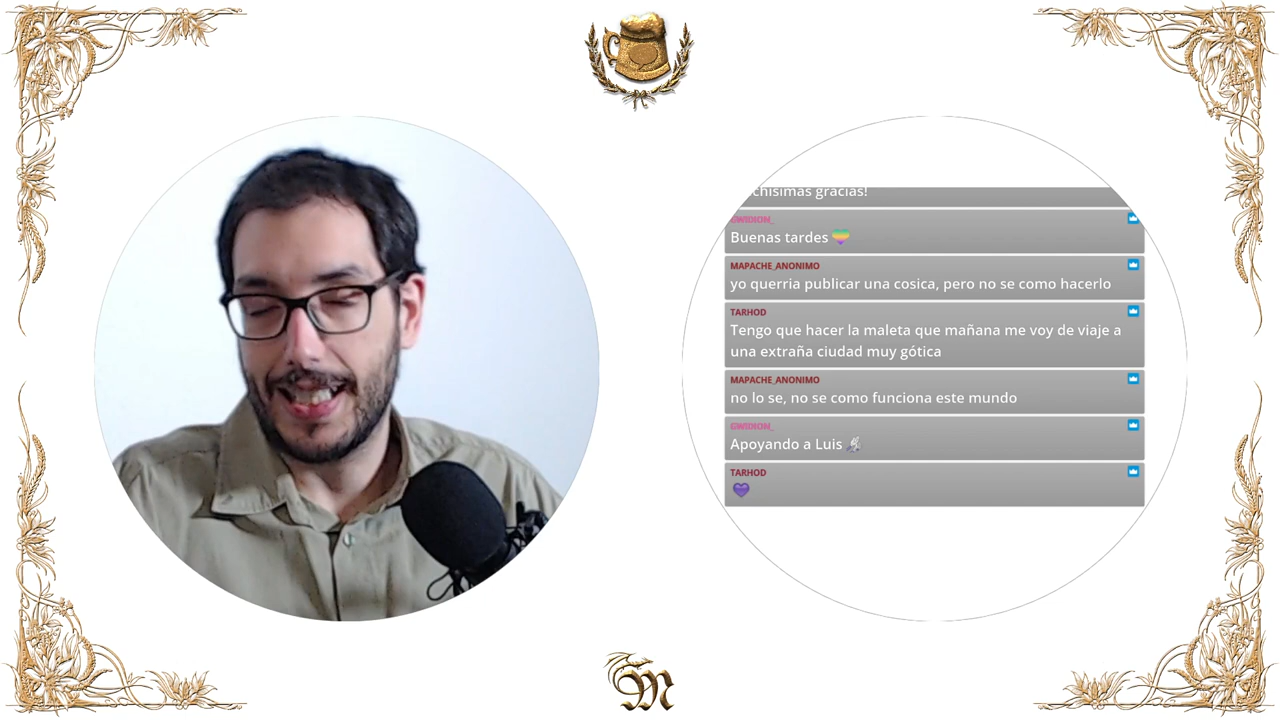 chísimas gracias!
GWIDION_
Buenas tardes
MAPACHE_ANONIMO
yo querria publicar una cosica, pero no se como hacerlo
TARHOD
Tengo que hacer la maleta que mañana me voy de viaje a
una extraña ciudad muy gótica
MAPACHE_ANONIMO
no lo se, no se como funciona este mundo
GWIDION_
Apoyando a Luis
TARHOD
M